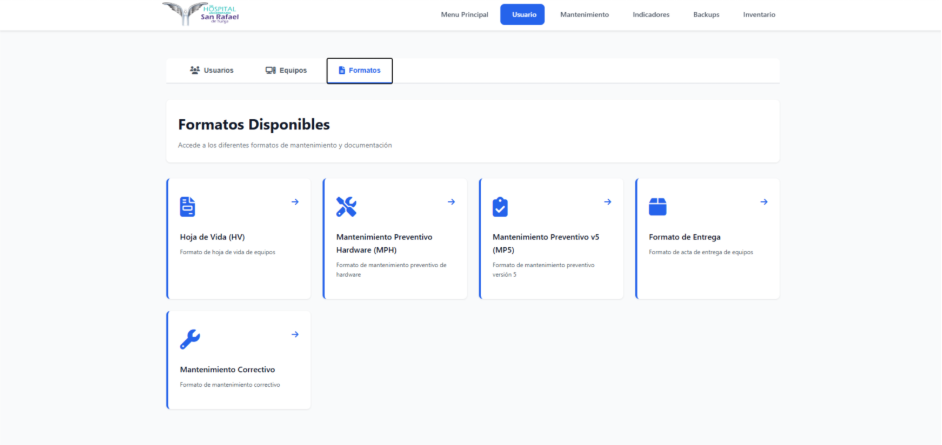 HOSPITAL
San Rafael
de Tunja
Menu Principal
Usuario
Mantenimiento
Indicadores
Backups
Inventario
Usuarios
Equipos
Formatos
Formatos Disponibles
Accede a los diferentes formatos de mantenimiento y documentación
Hoja de Vida (HV)
Formato de hoja de vida de equipos
Mantenimiento Preventivo
Hardware (MPH)
Formato de mantenimiento preventivo de
hardware
Mantenimiento Preventivo v5
(MP5)
Formato de mantenimiento preventivo
versión 5
Formato de Entrega
Formato de acta de entrega de equipos
Mantenimiento Correctivo
Formato de mantenimiento correctivo